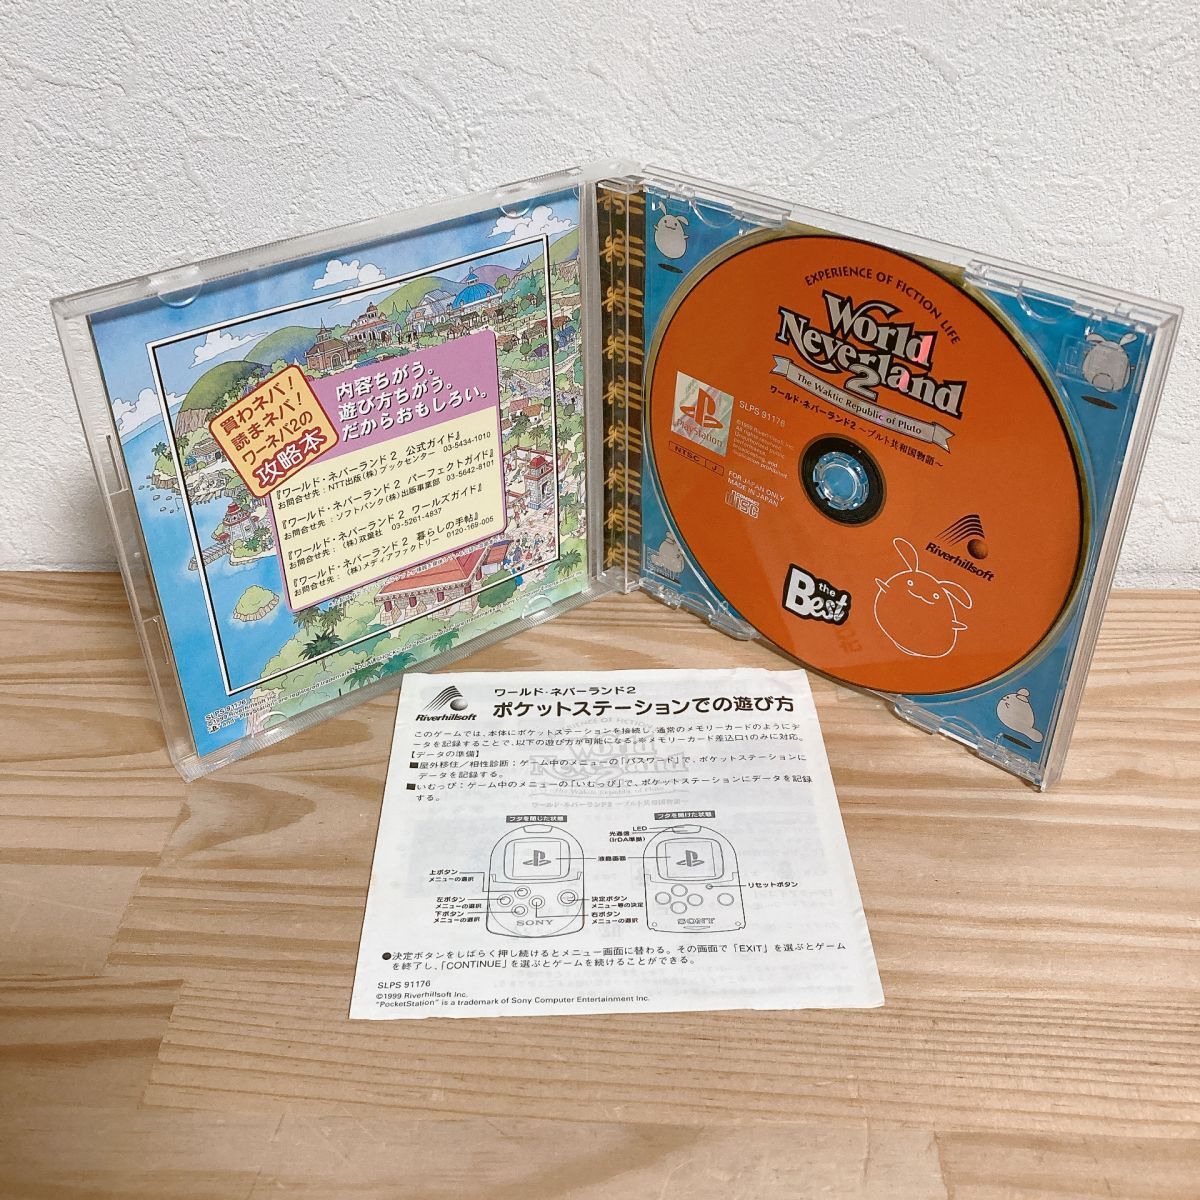 買わネバ!
読まネバ!
ワーネバ2の
攻略本
内容ちがう。
遊び方ちがう。
だからおもしろい。
『ワールド・ネバーランド2 公式ガイド』
お問合せ先：NTT出版(株)ブックセンター 03-5434-1010
『ワールド・ネバーランド2 パーフェクトガイド』
お問合せ先：ソフトバンク(株)出版事業部 03-5642-8101
『ワールド・ネバーランド2 ワールズガイド』
お問合せ先：(株)双葉社 03-5261-4837
『ワールド・ネバーランド2 暮らしの手帖』
お問合せ先：(株)メディアファクトリー 0120-169-005
SLPS 91176
©1999 Riverhillsoft Inc.
EXPERIENCE OF FICTION LIFE
World
Neverland
2
The Waktic Republic of Pluto
ワールド・ネバーランド2 〜プルト共和国物語〜
PlayStation
SLPS 91176
©1999 Riverhillsoft Inc.
NTSC J
FOR JAPAN ONLY
MADE IN JAPAN
COMPACT
disc
Riverhillsoft
the
Best
Riverhillsoft
ワールド・ネバーランド2
ポケットステーションでの遊び方
このゲームでは、本体にポケットステーションを接続し、通常のメモリーカードのようにデ
ータを記録することで、以下の遊び方が可能になる。※メモリーカード差込口1のみに対応。
【データの準備】
■屋外移住／相性診断：ゲーム中のメニューの「パスワード」で、ポケットステーションに
データを記録する。
■いむっぴ：ゲーム中のメニューの「いむっぴ」で、ポケットステーションにデータを記録
する。
フタを閉じた状態
フタを開けた状態
LED
光通信
(IrDA準拠)
液晶画面
上ボタン
メニューの選択
リセットボタン
左ボタン
メニューの選択
決定ボタン
メニュー等の決定
下ボタン
メニューの選択
右ボタン
メニューの選択
SONY
SONY
●決定ボタンをしばらく押し続けるとメニュー画面に替わる。その画面で「EXIT」を選ぶとゲーム
を終了し、「CONTINUE」を選ぶとゲームを続けることができる。
SLPS 91176
©1999 Riverhillsoft Inc.
"PocketStation" is a trademark of Sony Computer Entertainment Inc.